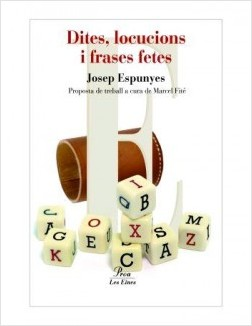 Dites, locucions
i frases fetes
Josep Espunyes
Proposta de treball a cura de Marcel Fité
Proa
Les Eines